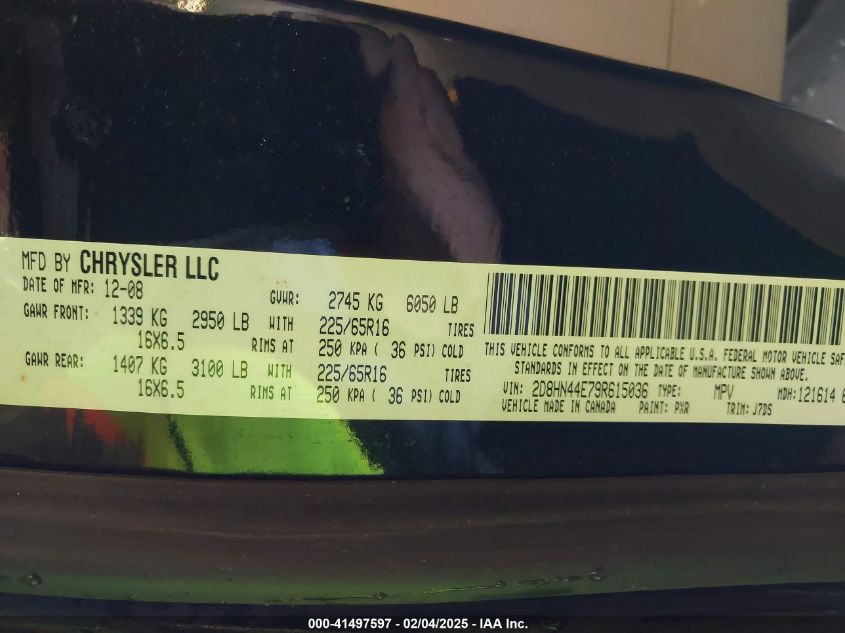 MFD BY CHRYSLER LLC
DATE OF MFR: 12-08 GVWR: 2745 KG 6050 LB
GAWR FRONT: 1339 KG 2950 LB WITH 225/65R16 TIRES
16X6.5 RIMS AT 250 KPA ( 36 PSI) COLD
GAWR REAR: 1407 KG 3100 LB WITH 225/65R16 TIRES
16X6.5 RIMS AT 250 KPA ( 36 PSI) COLD
THIS VEHICLE CONFORMS TO ALL APPLICABLE U.S.A. FEDERAL MOTOR VEHICLE SAF
STANDARDS IN EFFECT ON THE DATE OF MANUFACTURE SHOWN ABOVE.
VIN: 2D8HN44E79R615036 TYPE: MPV MDH: 121614
VEHICLE MADE IN CANADA PAINT: PXR TRIM: J7DS
000-41497597 - 02/04/2025 - IAA Inc.